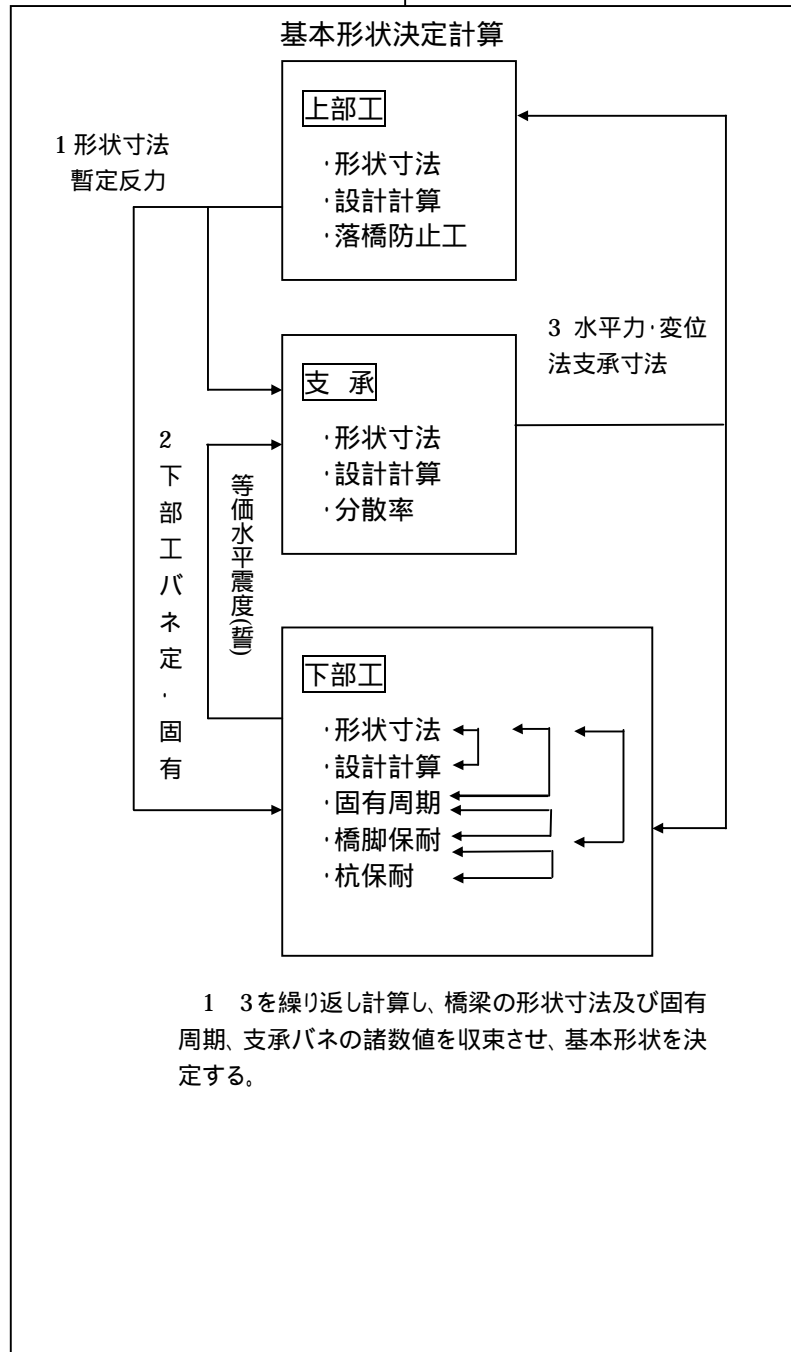 基本形状決定計算
上部工
·形状寸法
·設計計算
·落橋防止工
1 形状寸法
暫定反力
支 承
·形状寸法
·設計計算
·分散率
3 水平力·変位
法支承寸法
2下部工バネ定·固有
等価水平震度(誓)
下部工
·形状寸法
·設計計算
·固有周期
·橋脚保耐
·杭保耐
1 3を繰り返し計算し、橋梁の形状寸法及び固有
周期、支承バネの諸数値を収束させ、基本形状を決
定する。